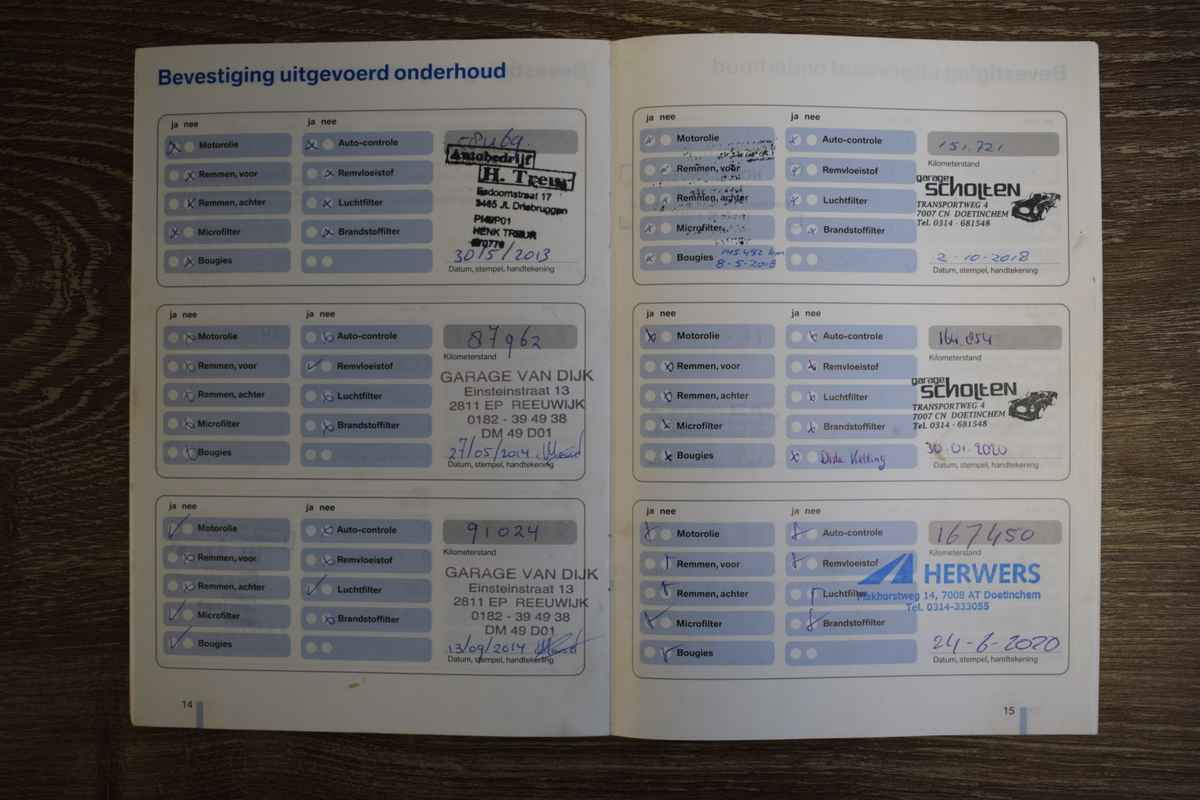 Bevestiging uitgevoerd onderhoud
ja nee
ja nee
Motorolie
Auto-controle
Remmen, voor
Remvloeistof
Remmen, achter
Luchtfilter
Microfilter
Brandstoffilter
Bougies
Autobedrijf
H. Treur
3465 JL Driebruggen
HENK TREUR
30/5/2013
Datum, stempel, handtekening
ja nee
ja nee
Motorolie
Auto-controle
Remmen, voor
Remvloeistof
Remmen, achter
Luchtfilter
Microfilter
Brandstoffilter
Bougies
87962
Kilometerstand
GARAGE VAN DIJK
Einsteinstraat 13
2811 EP REEUWIJK
0182 - 39 49 38
DM 49 D01
27/05/2014
Datum, stempel, handtekening
ja nee
ja nee
Motorolie
Auto-controle
Remmen, voor
Remvloeistof
Remmen, achter
Luchtfilter
Microfilter
Brandstoffilter
Bougies
91024
Kilometerstand
GARAGE VAN DIJK
Einsteinstraat 13
2811 EP REEUWIJK
0182 - 39 49 38
DM 49 D01
13/09/2014
Datum, stempel, handtekening
14
ja nee
ja nee
Motorolie
Auto-controle
Remmen, voor
Remvloeistof
Remmen, achter
Luchtfilter
Microfilter
Brandstoffilter
Bougies
145.452 km
8-5-2018
151.721
Kilometerstand
garage
SCHOLTEN
TRANSPORTWEG 4
7007 CN DOETINCHEM
Tel. 0314 - 681548
2-10-2018
Datum, stempel, handtekening
ja nee
ja nee
Motorolie
Auto-controle
Remmen, voor
Remvloeistof
Remmen, achter
Luchtfilter
Microfilter
Brandstoffilter
Bougies
164.854
Kilometerstand
garage
SCHOLTEN
TRANSPORTWEG 4
7007 CN DOETINCHEM
Tel. 0314 - 681548
30-01-2020
Datum, stempel, handtekening
ja nee
ja nee
Motorolie
Auto-controle
Remmen, voor
Remvloeistof
Remmen, achter
Luchtfilter
Microfilter
Brandstoffilter
Bougies
167450
Kilometerstand
HERWERS
14, 7008 AT Doetinchem
Tel. 0314-333055
24-6-2020
Datum, stempel, handtekening
15